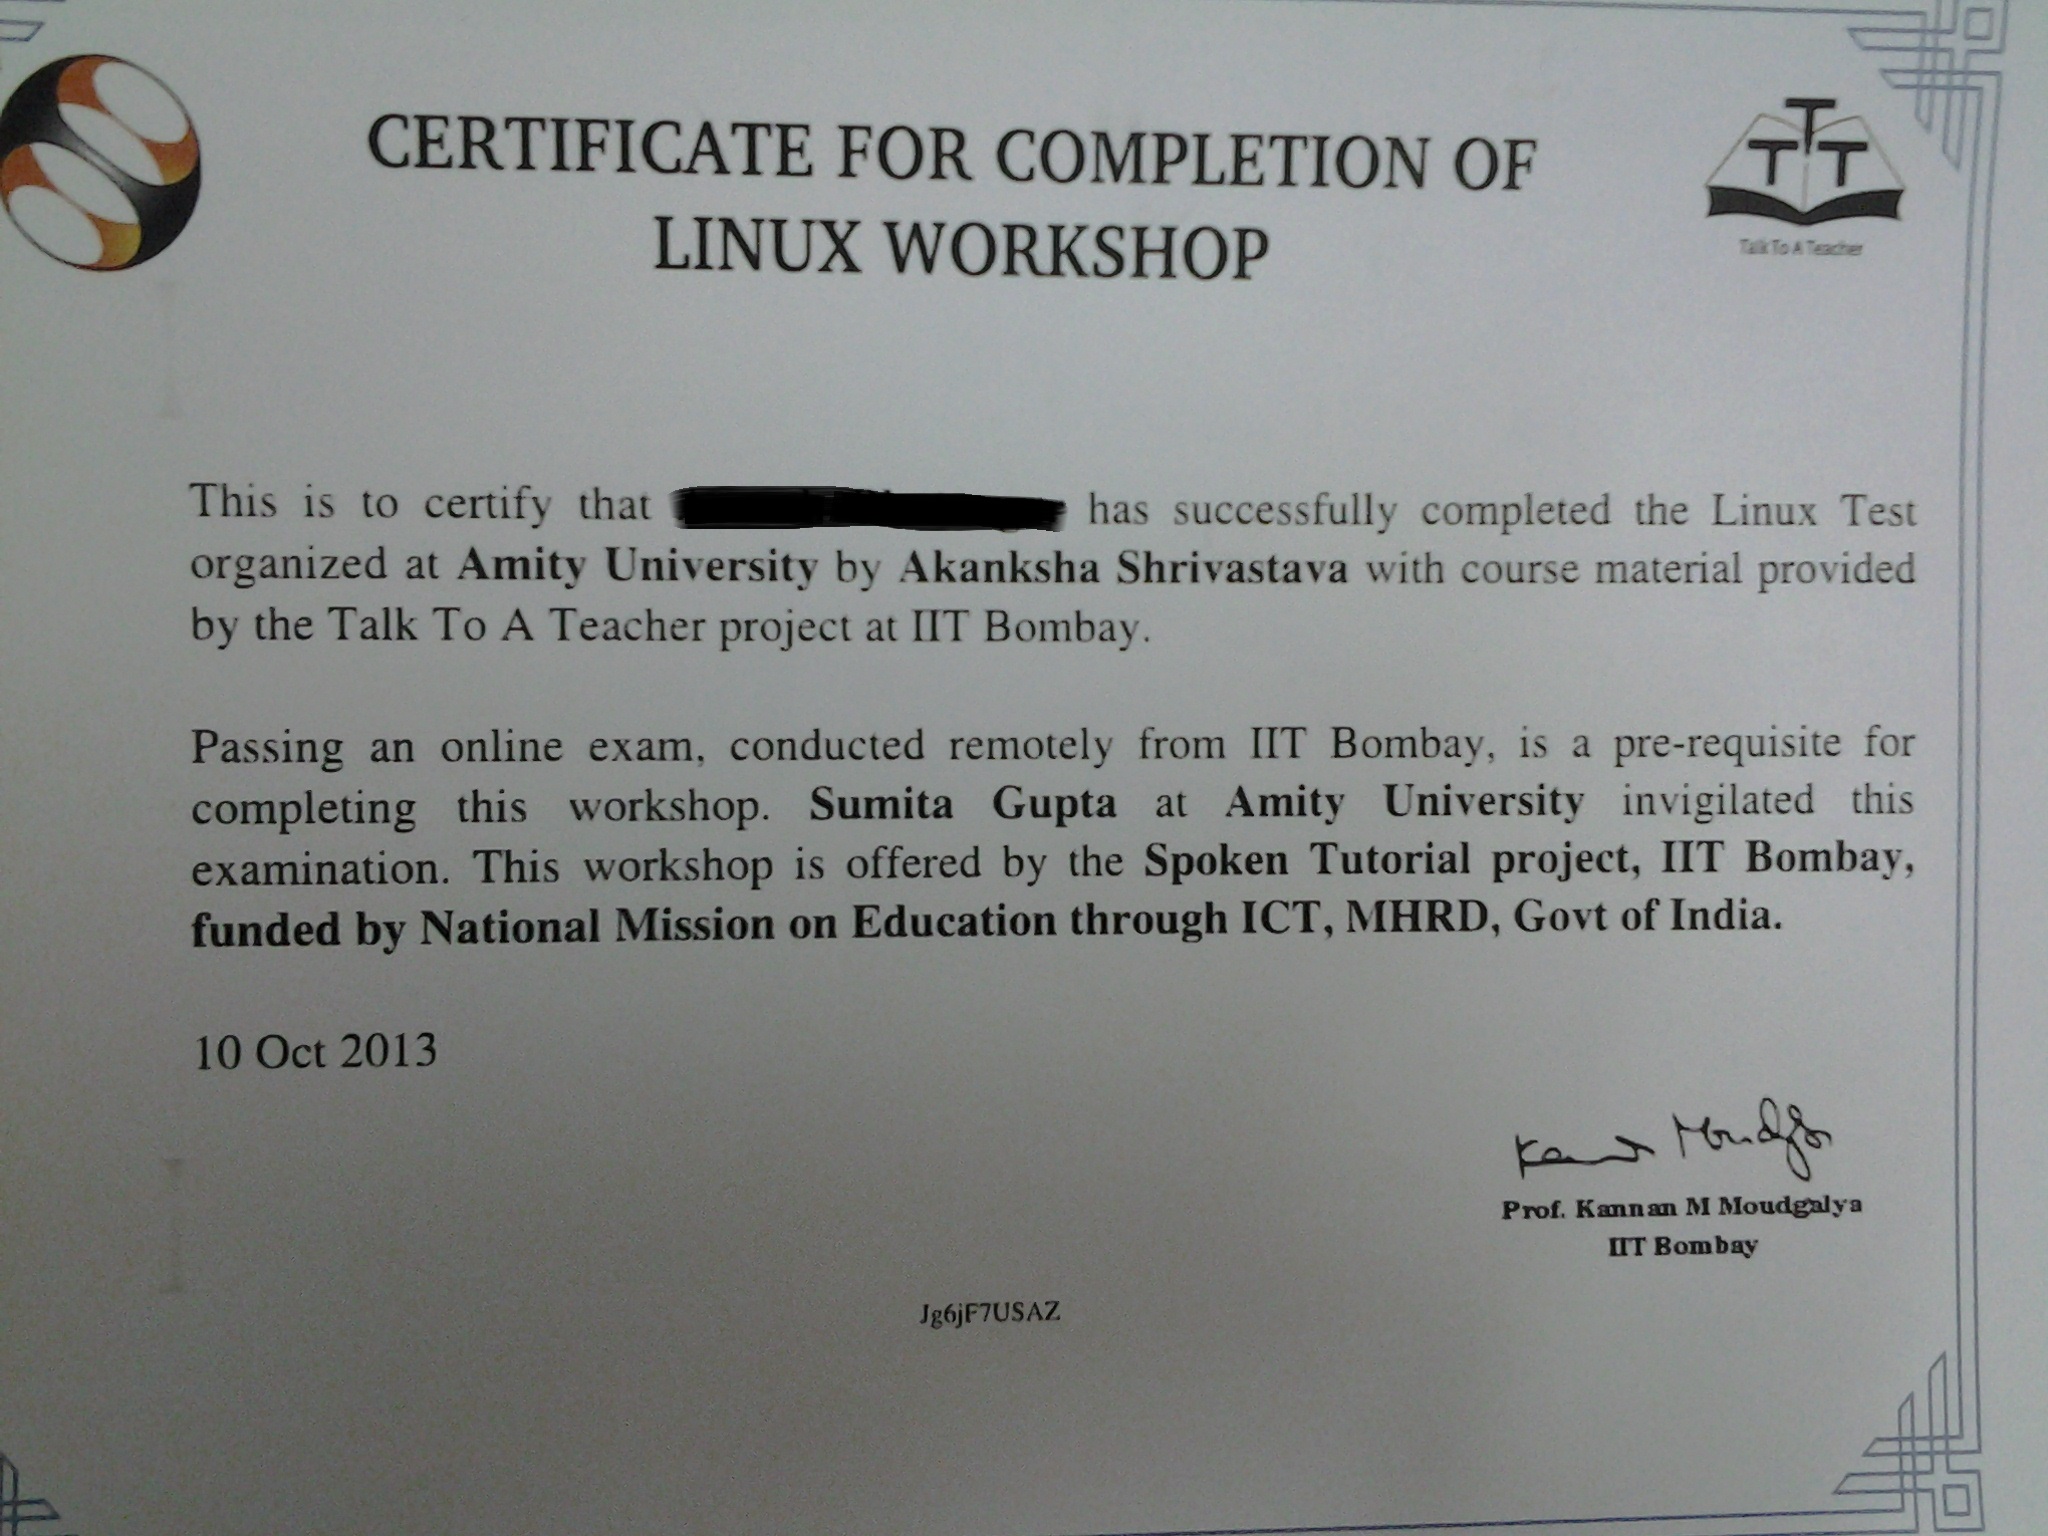 CERTIFICATE FOR COMPLETION OF
LINUX WORKSHOP
T T T
Talk To A Teacher
This is to certify that has successfully completed the Linux Test
organized at Amity University by Akanksha Shrivastava with course material provided
by the Talk To A Teacher project at IIT Bombay.
Passing an online exam, conducted remotely from IIT Bombay, is a pre-requisite for
completing this workshop. Sumita Gupta at Amity University invigilated this
examination. This workshop is offered by the Spoken Tutorial project, IIT Bombay,
funded by National Mission on Education through ICT, MHRD, Govt of India.
10 Oct 2013
Prof. Kannan M Moudgalya
IIT Bombay
Jg6jF7USAZ